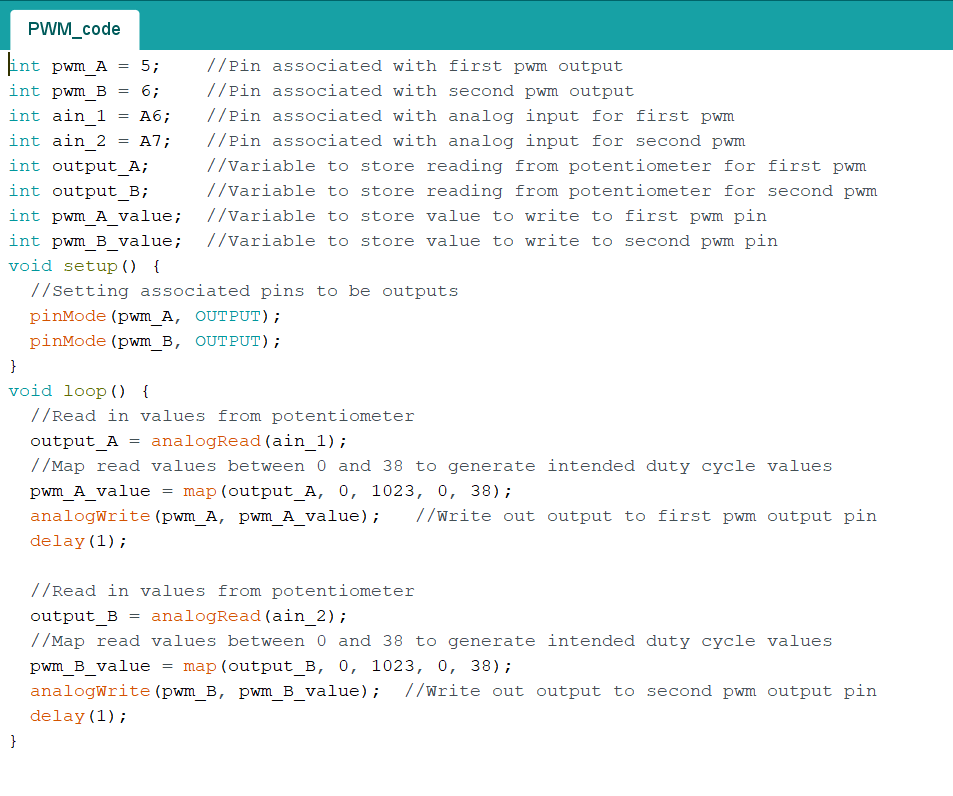 PWM_code
int pwm_A = 5;    //Pin associated with first pwm output
int pwm_B = 6;    //Pin associated with second pwm output
int ain_1 = A6;   //Pin associated with analog input for first pwm
int ain_2 = A7;   //Pin associated with analog input for second pwm
int output_A;     //Variable to store reading from potentiometer for first pwm
int output_B;     //Variable to store reading from potentiometer for second pwm
int pwm_A_value;  //Variable to store value to write to first pwm pin
int pwm_B_value;  //Variable to store value to write to second pwm pin
void setup() {
  //Setting associated pins to be outputs
  pinMode(pwm_A, OUTPUT);
  pinMode(pwm_B, OUTPUT);
}
void loop() {
  //Read in values from potentiometer
  output_A = analogRead(ain_1);
  //Map read values between 0 and 38 to generate intended duty cycle values
  pwm_A_value = map(output_A, 0, 1023, 0, 38);
  analogWrite(pwm_A, pwm_A_value);   //Write out output to first pwm output pin
  delay(1);

  //Read in values from potentiometer
  output_B = analogRead(ain_2);
  //Map read values between 0 and 38 to generate intended duty cycle values
  pwm_B_value = map(output_B, 0, 1023, 0, 38);
  analogWrite(pwm_B, pwm_B_value);  //Write out output to second pwm output pin
  delay(1);
}